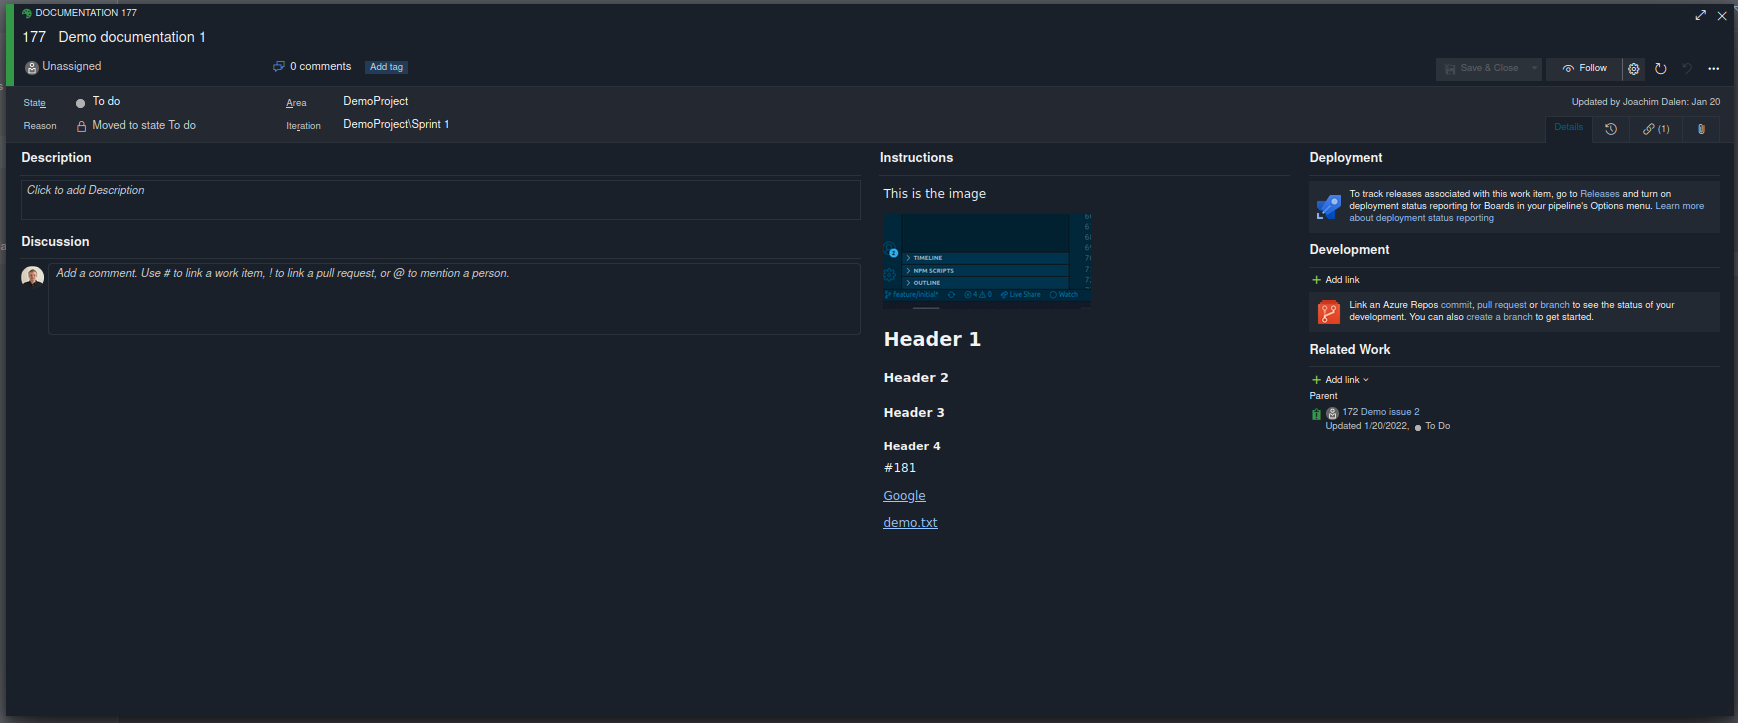 DOCUMENTATION 177
177 Demo documentation 1
Unassigned
0 comments
Add tag
Save & Close
Follow
State
To do
Area
DemoProject
Updated by Joachim Dalen: Jan 20
Reason
Moved to state To do
Iteration
DemoProject\Sprint 1
Details
(1)
Description
Click to add Description
Discussion
Add a comment. Use # to link a work item, ! to link a pull request, or @ to mention a person.
Instructions
This is the image
TIMELINE
NPM SCRIPTS
OUTLINE
feature/initial*
4
0
Live Share
Watch
Header 1
Header 2
Header 3
Header 4
#181
Google
demo.txt
Deployment
To track releases associated with this work item, go to Releases and turn on
deployment status reporting for Boards in your pipeline's Options menu. Learn more
about deployment status reporting
Development
Add link
Link an Azure Repos commit, pull request or branch to see the status of your
development. You can also create a branch to get started.
Related Work
Add link
Parent
172 Demo issue 2
Updated 1/20/2022,
To Do